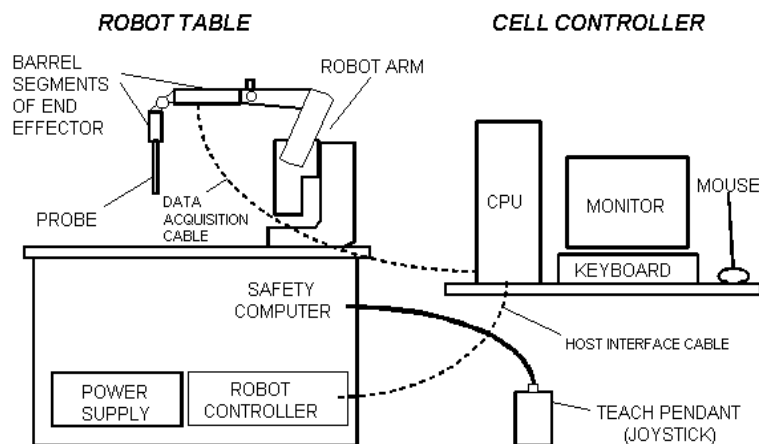 ROBOT TABLE
CELL CONTROLLER
BARREL
SEGMENTS
OF END
EFFECTOR
ROBOT ARM
PROBE
DATA
ACQUISITION
CABLE
CPU
MONITOR
MOUSE
KEYBOARD
SAFETY
COMPUTER
HOST INTERFACE CABLE
POWER
SUPPLY
ROBOT
CONTROLLER
TEACH PENDANT
(JOYSTICK)